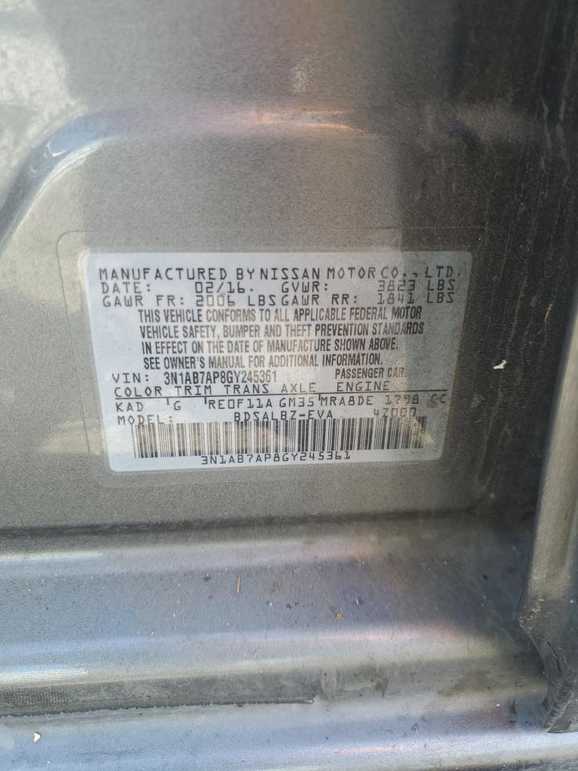 MANUFACTURED BY NISSAN MOTOR CO., LTD.
DATE: 02/16. GVWR: 3823 LBS
GAWR FR: 2006 LBS GAWR RR: 1841 LBS
THIS VEHICLE CONFORMS TO ALL APPLICABLE FEDERAL MOTOR
VEHICLE SAFETY, BUMPER AND THEFT PREVENTION STANDARDS
IN EFFECT ON THE DATE OF MANUFACTURE SHOWN ABOVE.
SEE OWNER'S MANUAL FOR ADDITIONAL INFORMATION.
VIN: 3N1AB7AP8GY245361 PASSENGER CAR
COLOR TRIM TRANS AXLE ENGINE
KAD G RE0F11A GM35 MRA8DE 1798 CC
MODEL: BDSALBZ-EVA 4Z000
3N1AB7AP8GY245361